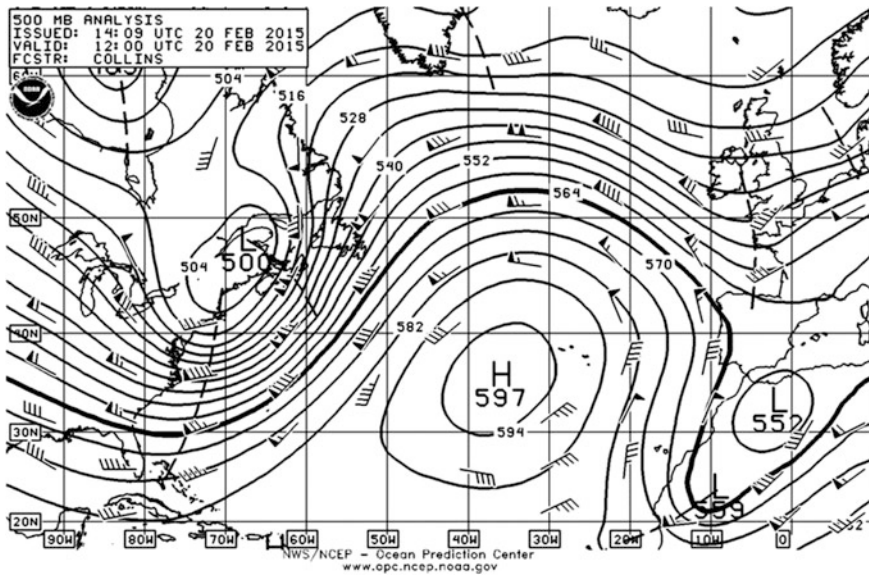 500 MB ANALYSIS
ISSUED: 14:09 UTC 20 FEB 2015
VALID: 12:00 UTC 20 FEB 2015
FCSTR: COLLINS
NOAA
60N
504
516
528
540
552
564
50N
L
500
504
570
582
40N
H
597
594
L
552
30N
L
559
20N
90W 80W 70W 60W 50W 40W 30W 20W 10W 0
NWS/NCEP – Ocean Prediction Center
www.opc.ncep.noaa.gov